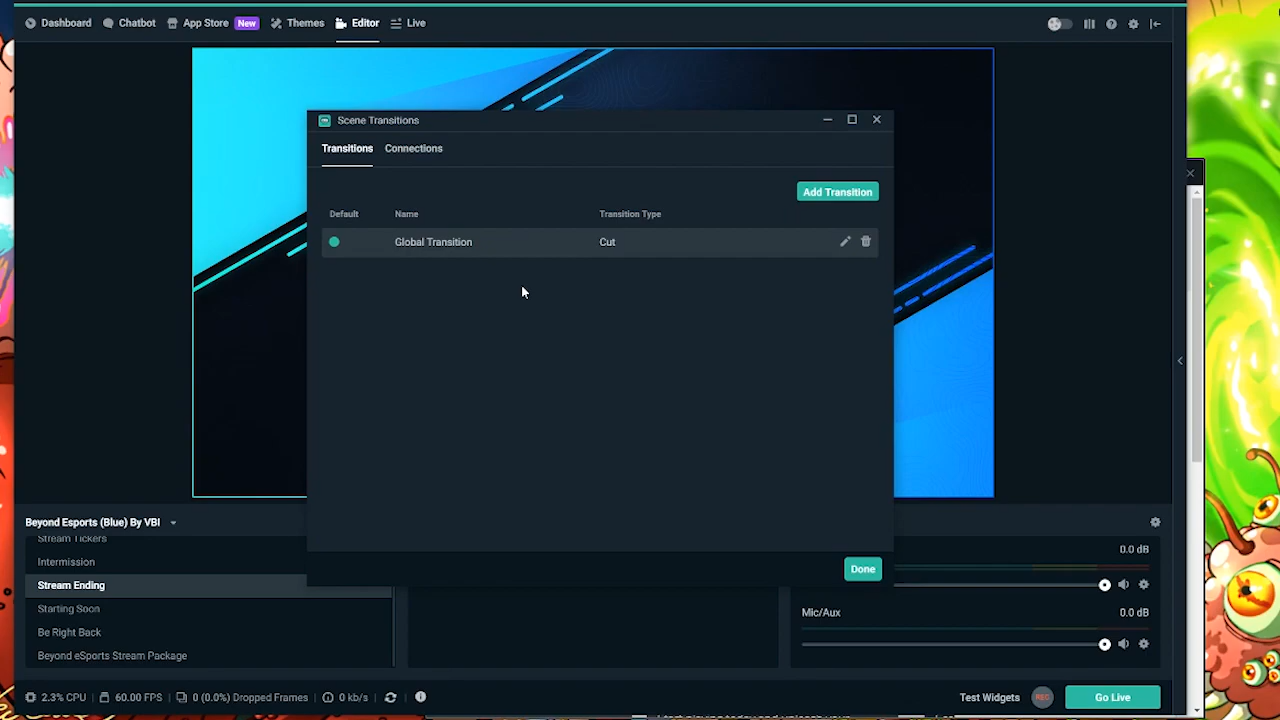 Dashboard Chatbot App Store New Themes Editor Live
Scene Transitions
Transitions Connections
Add Transition
Default Name Transition Type
Global Transition Cut
Done
Beyond Esports (Blue) By VBI
Stream Tickers
Intermission
Stream Ending
Starting Soon
Be Right Back
Beyond eSports Stream Package
0.0 dB
Mic/Aux 0.0 dB
2.3% CPU 60.00 FPS 0 (0.0%) Dropped Frames 0 kb/s
Test Widgets REC Go Live